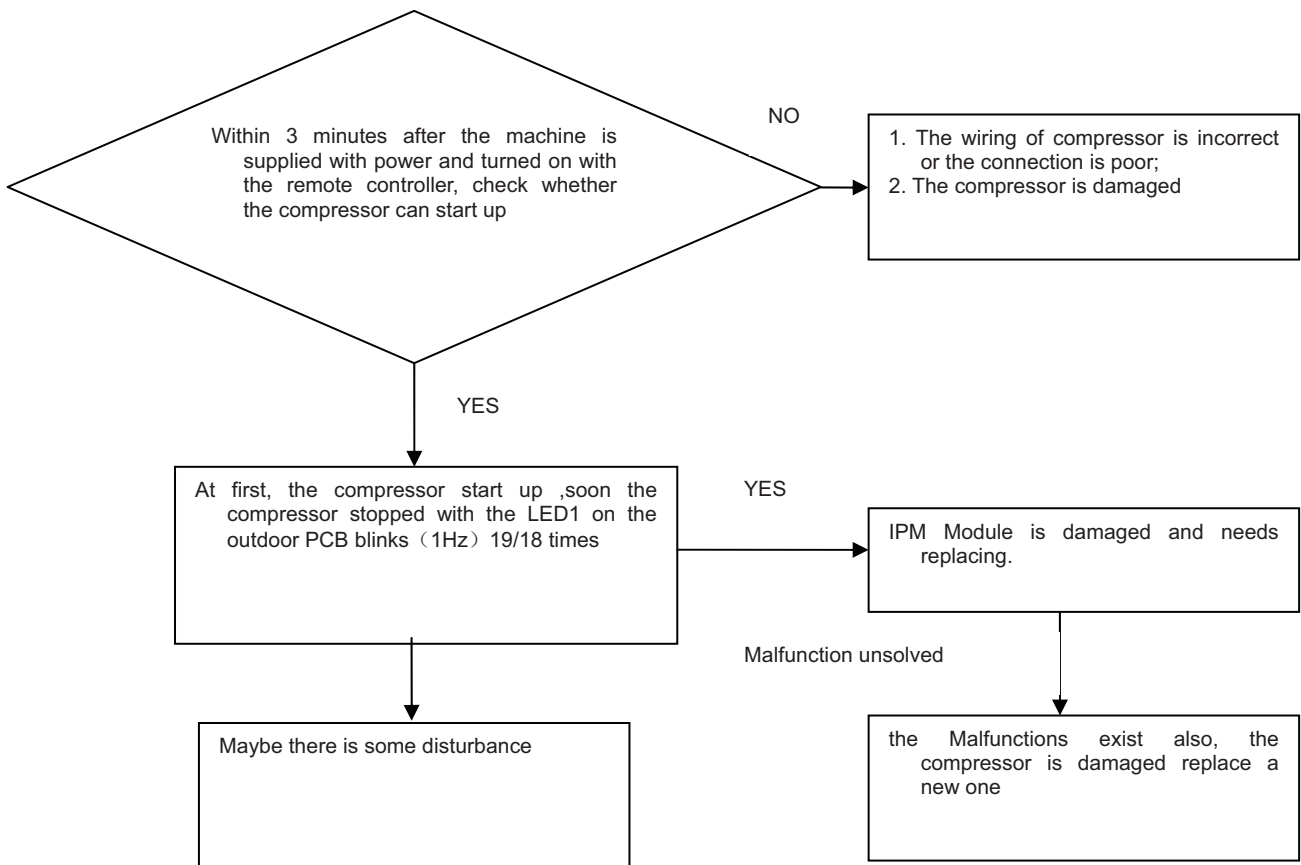 Within 3 minutes after the machine is
supplied with power and turned on with
the remote controller, check whether
the compressor can start up
NO
1. The wiring of compressor is incorrect
or the connection is poor;
2. The compressor is damaged
YES
At first, the compressor start up ,soon the
compressor stopped with the LED1 on the
outdoor PCB blinks（1Hz）19/18 times
YES
IPM Module is damaged and needs
replacing.
Malfunction unsolved
Maybe there is some disturbance
the Malfunctions exist also, the
compressor is damaged replace a
new one